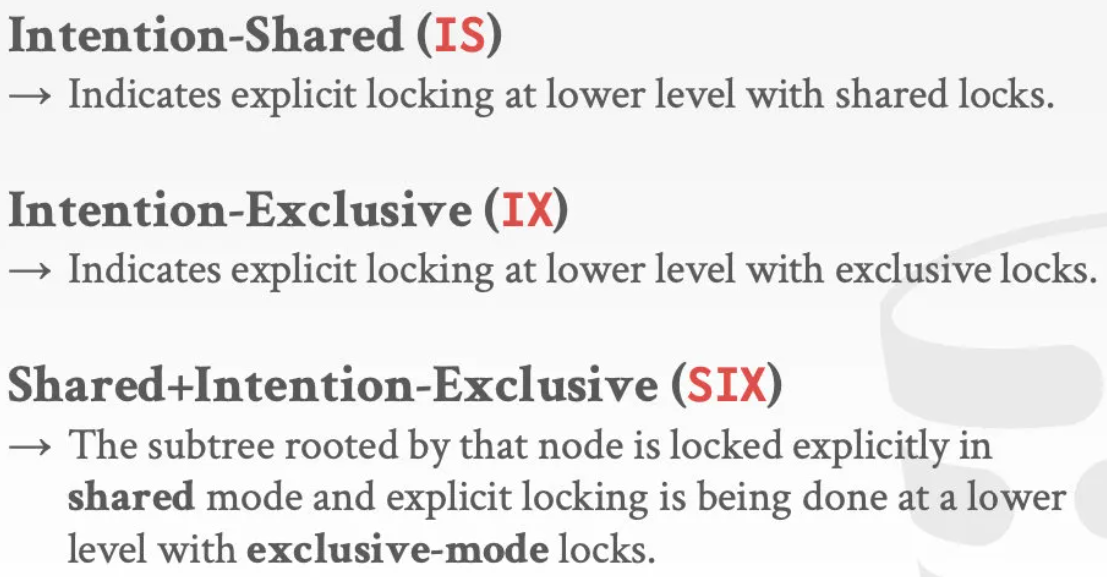 Intention-Shared (IS)
→ Indicates explicit locking at lower level with shared locks.
Intention-Exclusive (IX)
→ Indicates explicit locking at lower level with exclusive locks.
Shared+Intention-Exclusive (SIX)
→ The subtree rooted by that node is locked explicitly in
shared mode and explicit locking is being done at a lower
level with exclusive-mode locks.